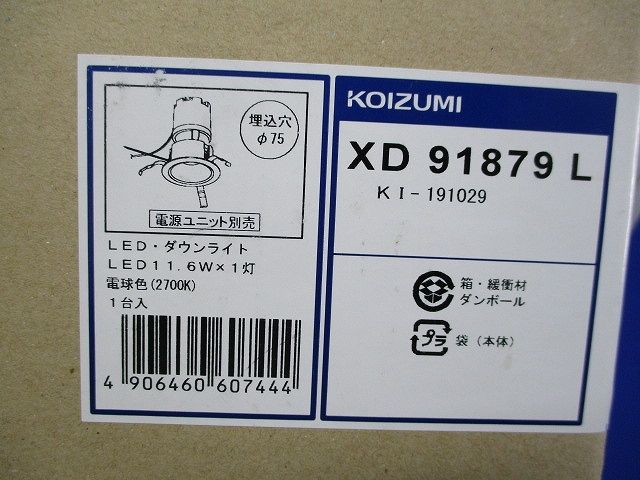 埋込穴
φ75
電源ユニット別売
LED・ダウンライト
LED11.6W×1灯
電球色(2700K)
1台入
4 906460 607444
KOIZUMI
XD 91879 L
KI-191029
箱・緩衝材
ダンボール
プラ
袋(本体)